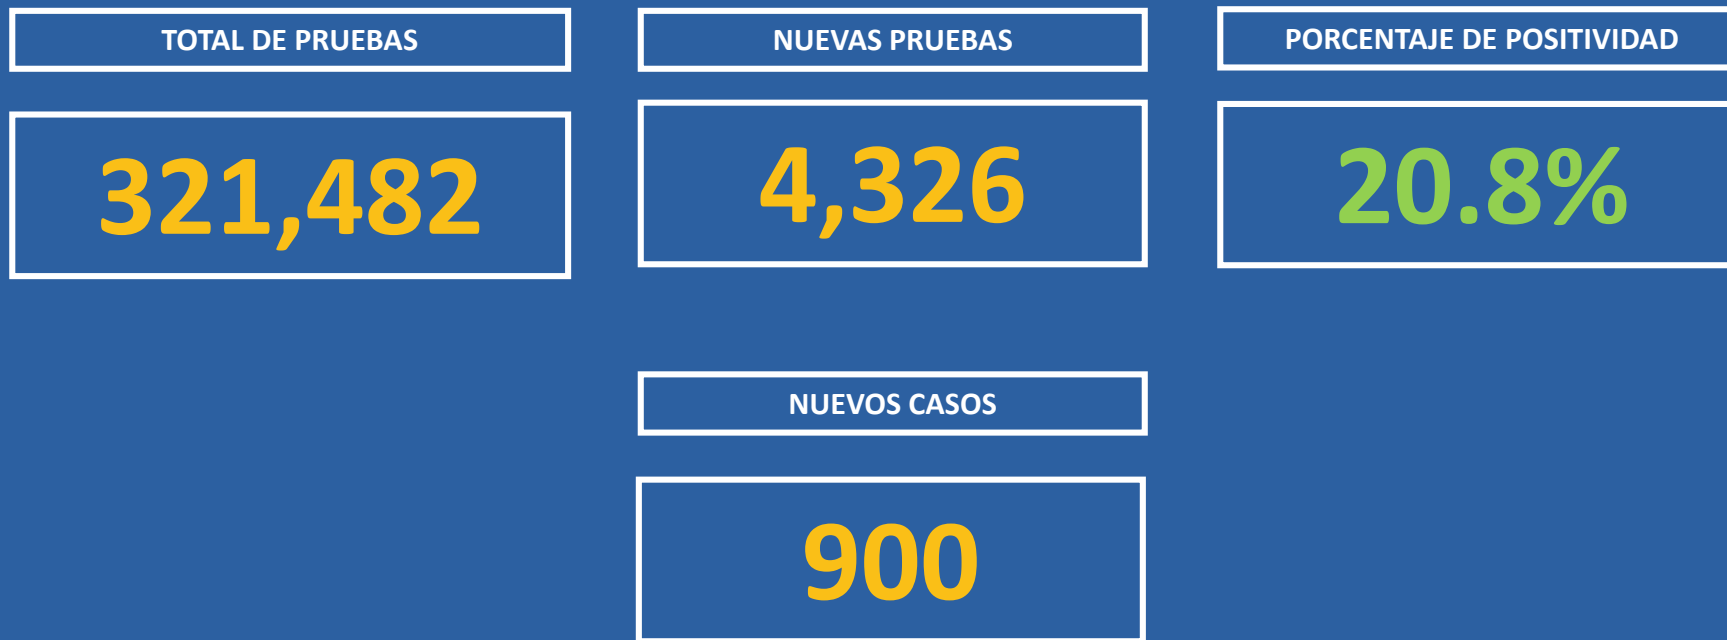 TOTAL DE PRUEBAS
321,482
NUEVAS PRUEBAS
4,326
PORCENTAJE DE POSITIVIDAD
20.8%
NUEVOS CASOS
900